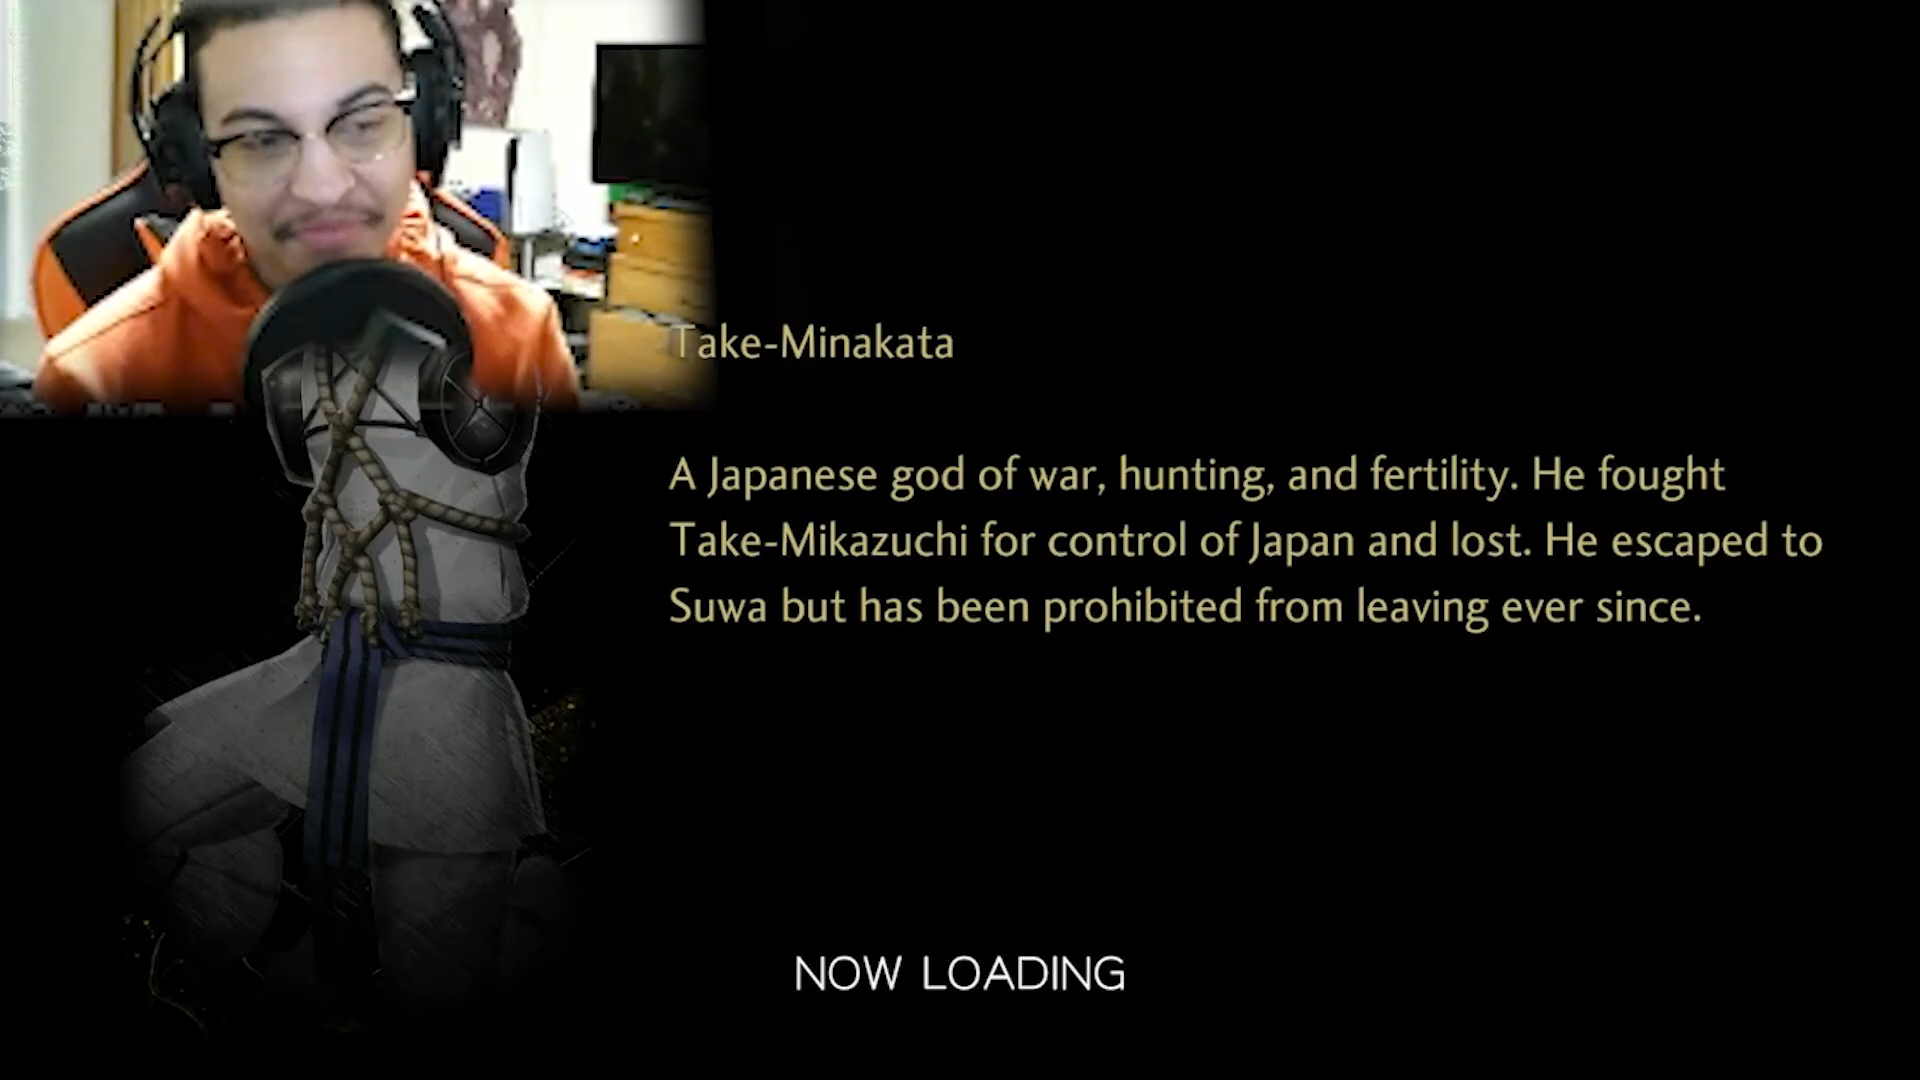 Take-Minakata
A Japanese god of war, hunting, and fertility. He fought
Take-Mikazuchi for control of Japan and lost. He escaped to
Suwa but has been prohibited from leaving ever since.
NOW LOADING